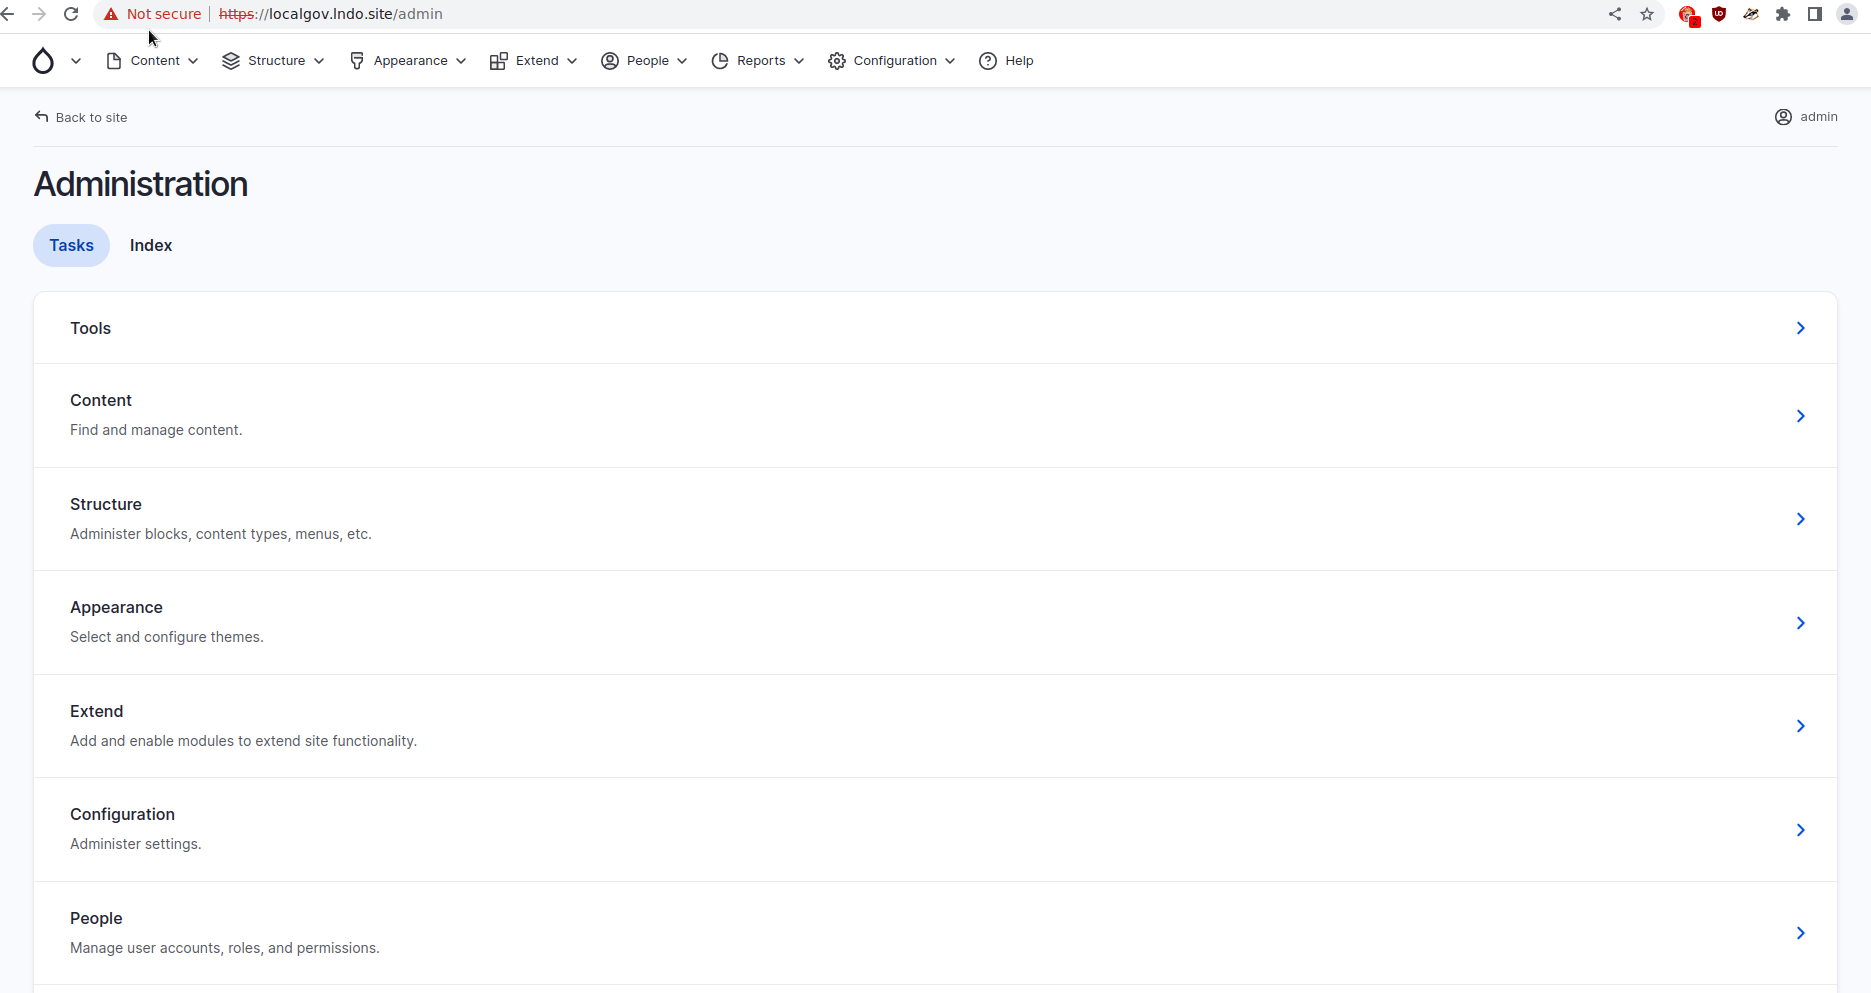 Not secure https://localgov.lndo.site/admin
2
Content Structure Appearance Extend People Reports Configuration Help
Back to site admin
Administration
Tasks Index
Tools
Content
Find and manage content.
Structure
Administer blocks, content types, menus, etc.
Appearance
Select and configure themes.
Extend
Add and enable modules to extend site functionality.
Configuration
Administer settings.
People
Manage user accounts, roles, and permissions.